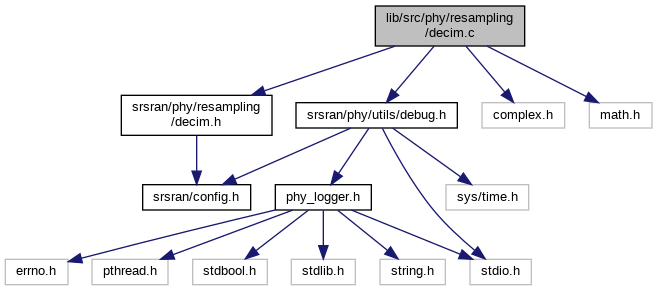 lib/src/phy/resampling
/decim.c
srsran/phy/resampling
/decim.h
srsran/phy/utils/debug.h
complex.h
math.h
srsran/config.h
phy_logger.h
sys/time.h
errno.h
pthread.h
stdbool.h
stdlib.h
string.h
stdio.h